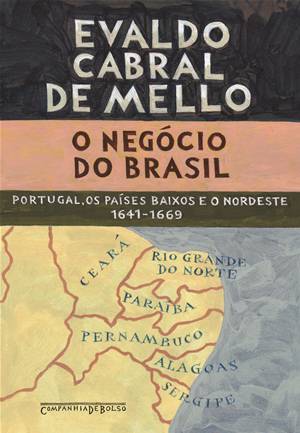 EVALDO
CABRAL
DE MELLO
O NEGÓCIO
DO BRASIL
PORTUGAL, OS PAÍSES BAIXOS E O NORDESTE
1641-1669
CEARÁ
RIO GRANDE
DO NORTE
PARAÍBA
PERNAMBUCO
ALAGOAS
SERGIPE
COMPANHIA DE BOLSO